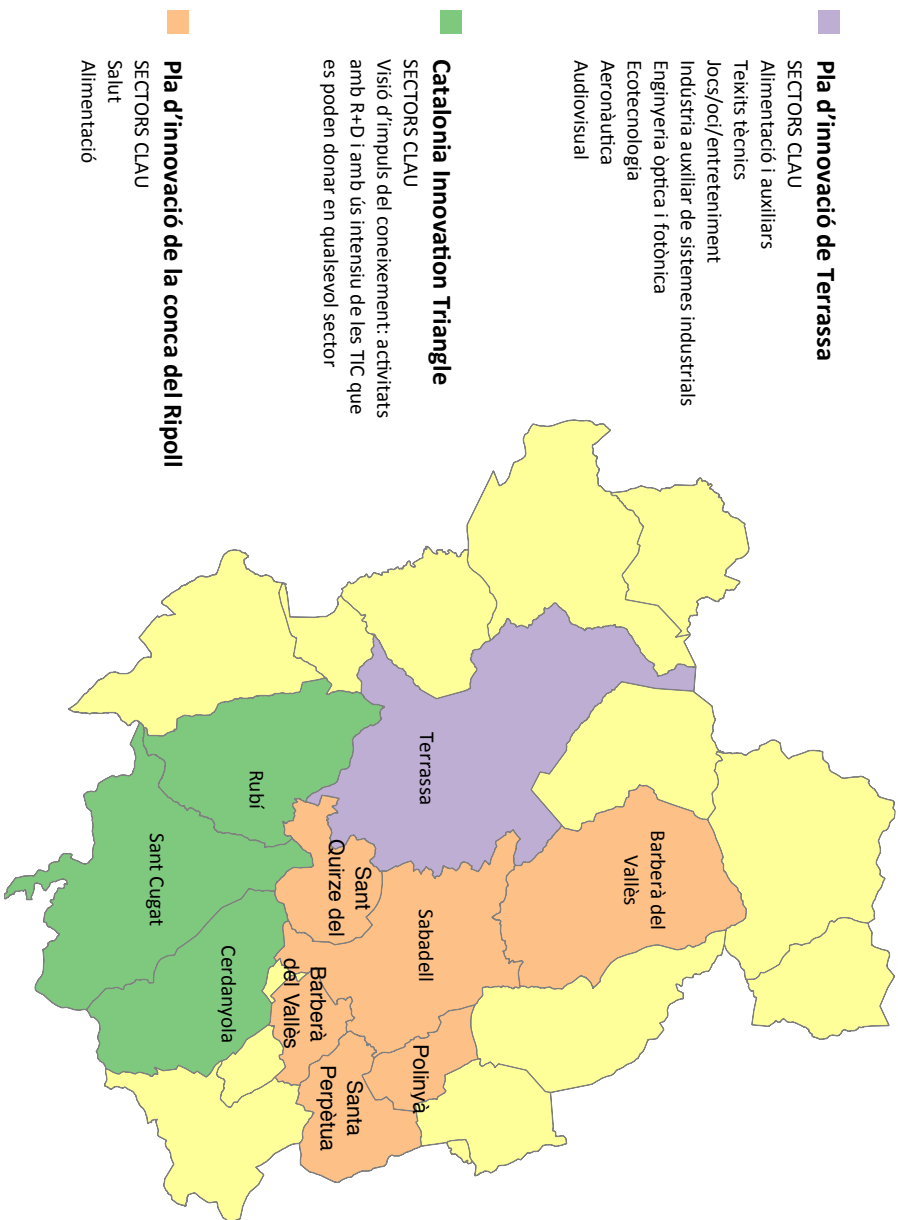 Pla d'innovació de Terrassa
SECTORS CLAU
Alimentació i auxiliars
Teixits tècnics
Jocs/oci/entreteniment
Indústria auxiliar de sistemes industrials
Enginyeria òptica i fotònica
Ecotecnologia
Aeronàutica
Audiovisual
Catalonia Innovation Triangle
SECTORS CLAU
Visió d'impuls del coneixement: activitats
amb R+D i amb ús intensiu de les TIC que
es poden donar en qualsevol sector
Pla d'innovació de la conca del Ripoll
SECTORS CLAU
Salut
Alimentació
Barberà del
Vallès
Terrassa
Sabadell
Polinyà
Sant
Quirze del
Santa
Perpètua
Barberà
del Vallès
Rubí
Cerdanyola
Sant Cugat